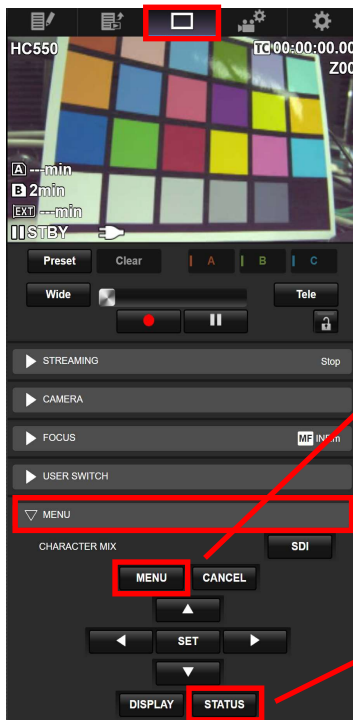 HC550
TC 00:00:00.00
Z00
A ---min
B 2min
EXT ---min
STBY
Preset Clear A B C
Wide Tele
STREAMING Stop
CAMERA
FOCUS MF
USER SWITCH
MENU
CHARACTER MIX SDI
MENU CANCEL
SET
DISPLAY STATUS